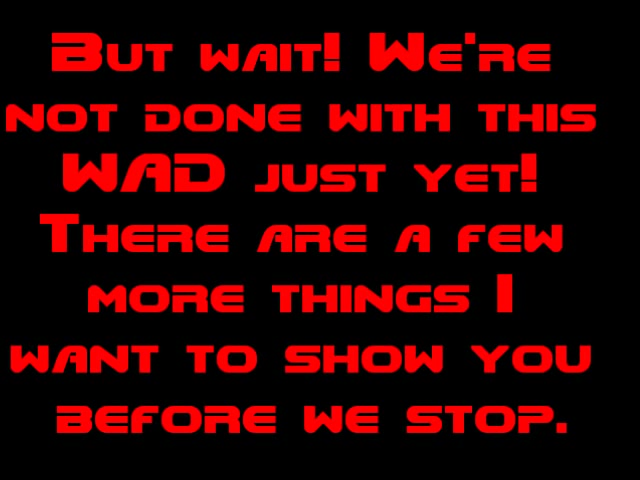 But wait! We're
not done with this
WAD just yet!
There are a few
more things I
want to show you
before we stop.